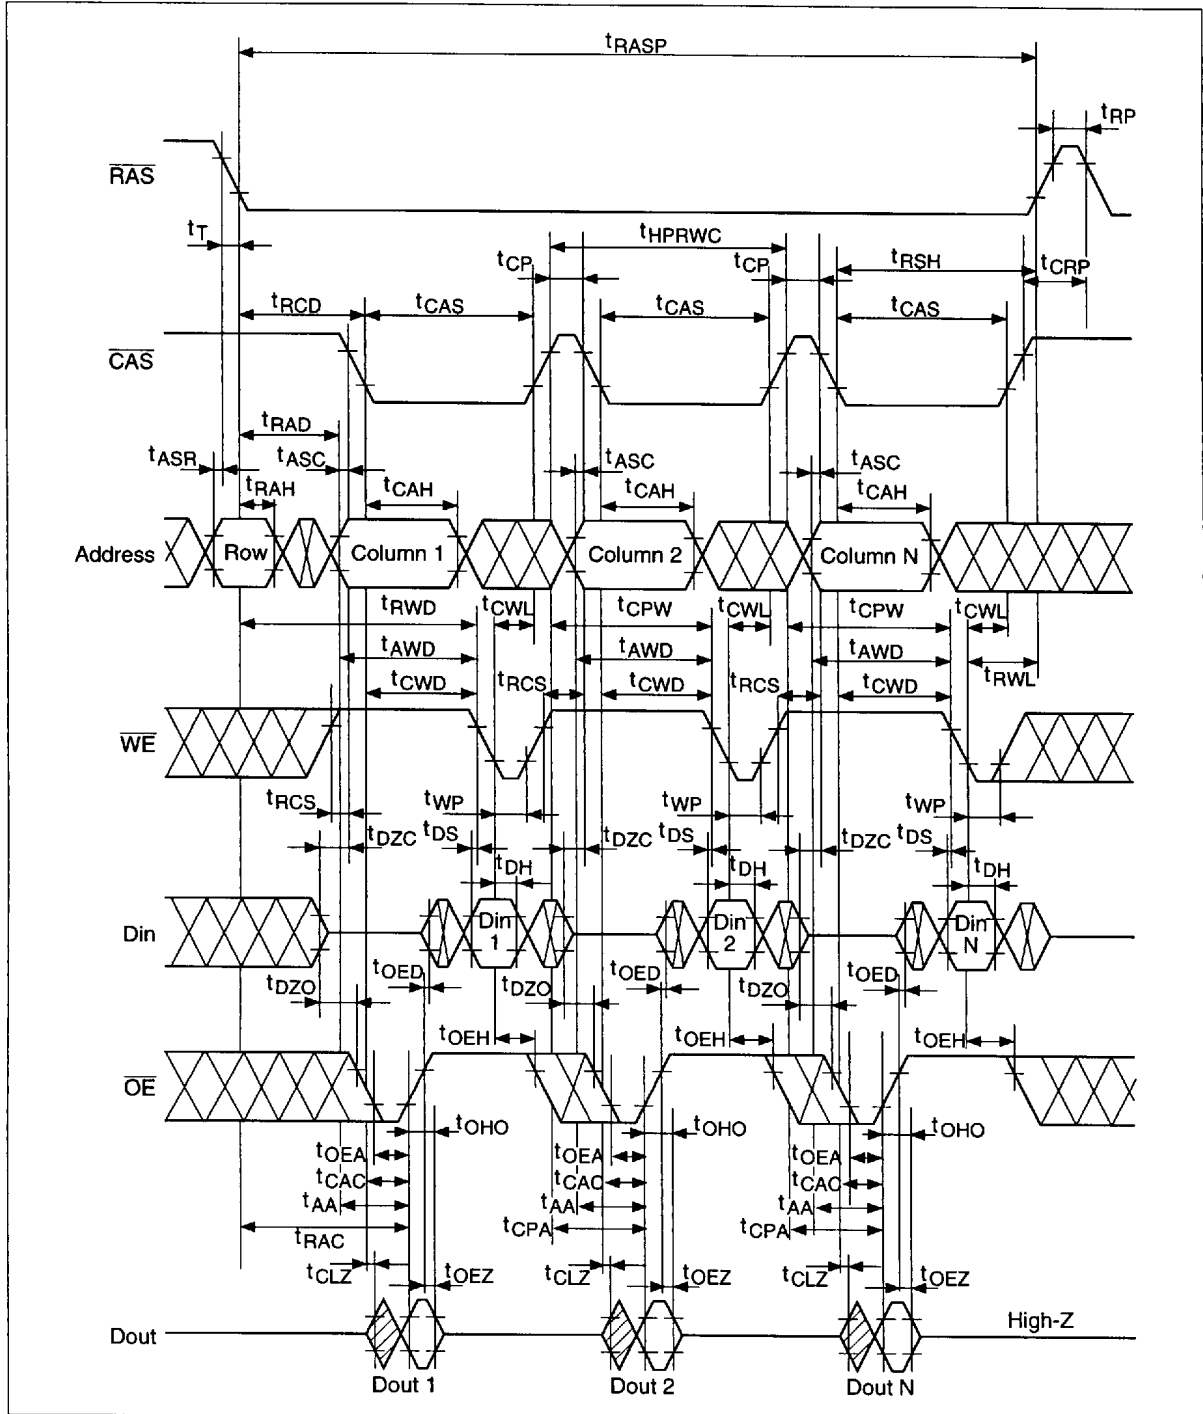 tRASP
tRP
RAS
tT
tHPRWC
tCP
tCP
tRSH
tCRP
tRCD
tCAS
tCAS
tCAS
CAS
tRAD
tASR
tASC
tASC
tASC
tRAH
tCAH
tCAH
tCAH
Address
Row
Column 1
Column 2
Column N
tRWD
tCWL
tCPW
tCWL
tCPW
tCWL
tAWD
tAWD
tAWD
tRWL
tCWD
tRCS
tCWD
tRCS
tCWD
WE
tRCS
tWP
tWP
tWP
tDZC
tDS
tDZC
tDS
tDZC
tDS
tDH
tDH
tDH
Din
Din 1
Din 2
Din N
tDZO
tOED
tDZO
tOED
tDZO
tOED
tOEH
tOEH
tOEH
OE
tOHO
tOHO
tOHO
tOEA
tOEA
tOEA
tCAC
tCAC
tCAC
tAA
tAA
tAA
tRAC
tCPA
tCPA
tCLZ
tOEZ
tCLZ
tOEZ
tCLZ
tOEZ
Dout
High-Z
Dout 1
Dout 2
Dout N